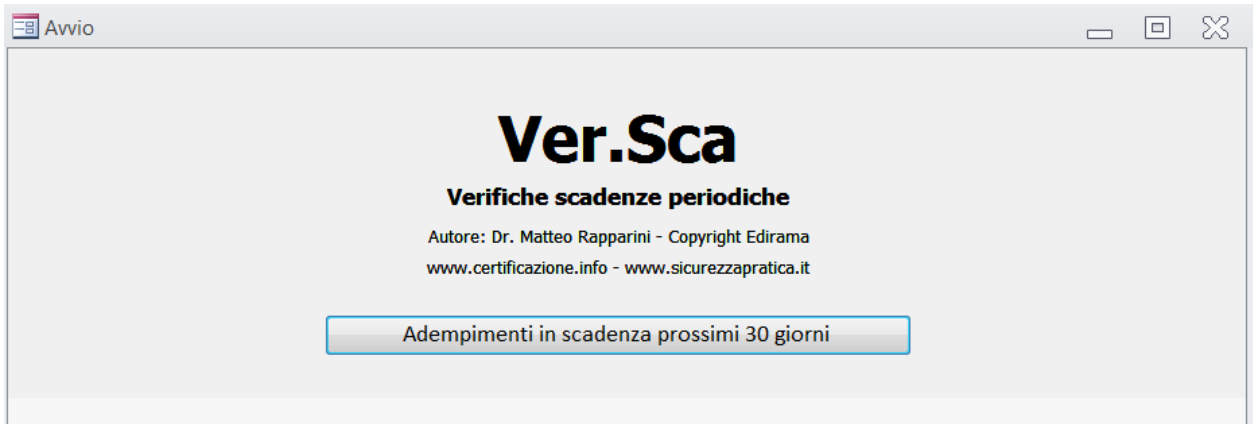 Avvio
Ver.Sca
Verifiche scadenze periodiche
Autore: Dr. Matteo Rapparini - Copyright Edirama
www.certificazione.info - www.sicurezzapratica.it
Adempimenti in scadenza prossimi 30 giorni